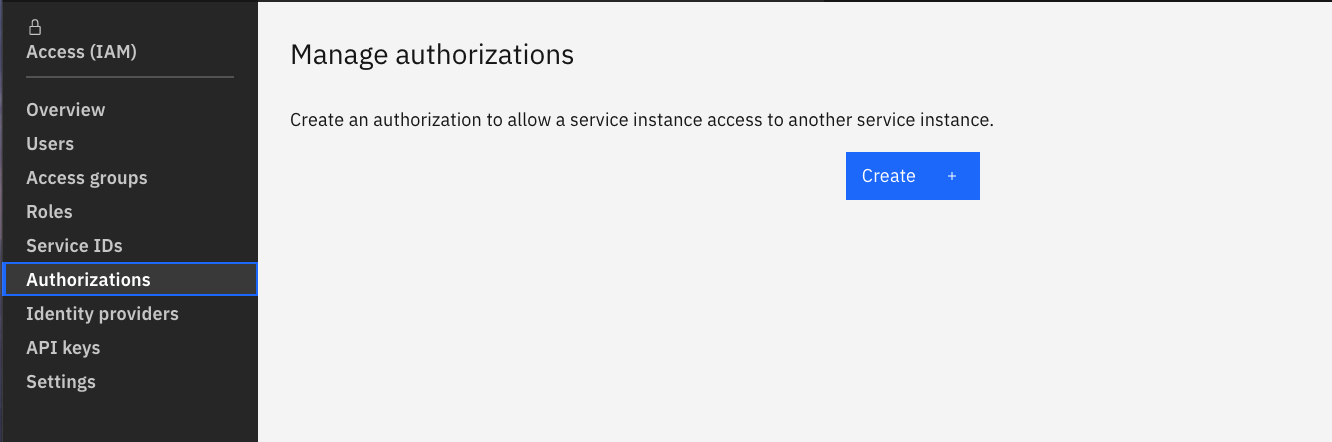 Access (IAM)
Overview
Users
Access groups
Roles
Service IDs
Authorizations
Identity providers
API keys
Settings
Manage authorizations
Create an authorization to allow a service instance access to another service instance.
Create +